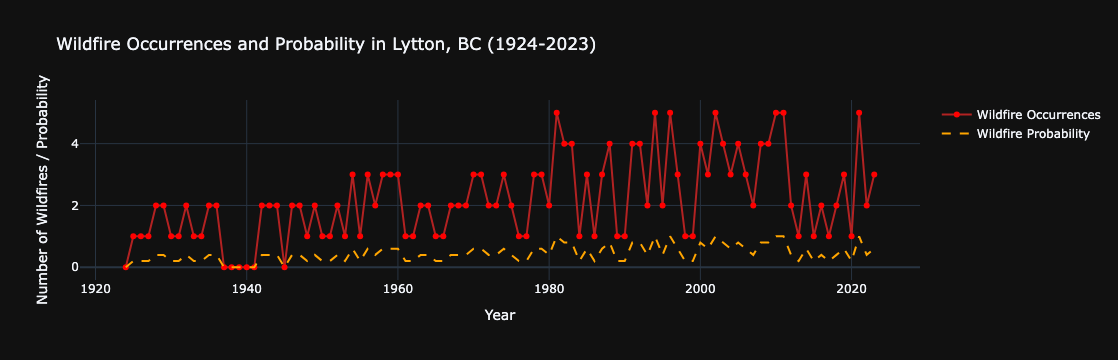 Wildfire Occurrences and Probability in Lytton, BC (1924-2023)
Number of Wildfires / Probability
4
2
0
1920
1940
1960
1980
2000
2020
Year
Wildfire Occurrences
Wildfire Probability